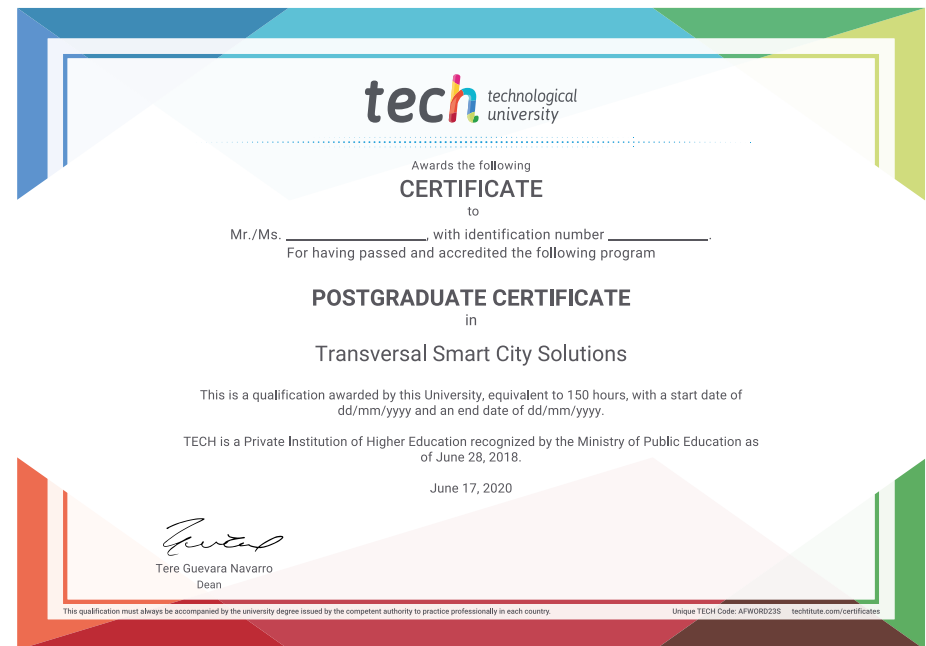 tech technological
university
Awards the following
CERTIFICATE
to
Mr./Ms. ____________________, with identification number ______________.
For having passed and accredited the following program
POSTGRADUATE CERTIFICATE
in
Transversal Smart City Solutions
This is a qualification awarded by this University, equivalent to 150 hours, with a start date of
dd/mm/yyyy and an end date of dd/mm/yyyy.
TECH is a Private Institution of Higher Education recognized by the Ministry of Public Education as
of June 28, 2018.
June 17, 2020
Tere Guevara Navarro
Dean
This qualification must always be accompanied by the university degree issued by the competent authority to practice professionally in each country. Unique TECH Code: AFWORD23S techtitute.com/certificates